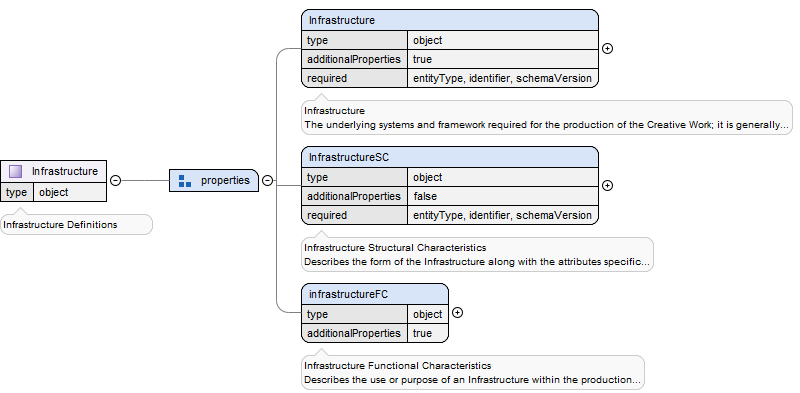 Infrastructure
type object
additionalProperties true
required entityType, identifier, schemaVersion
Infrastructure
The underlying systems and framework required for the production of the Creative Work; it is generally...
InfrastructureSC
type object
additionalProperties false
required entityType, identifier, schemaVersion
Infrastructure Structural Characteristics
Describes the form of the Infrastructure along with the attributes specific...
Infrastructure
type object
Infrastructure Definitions
properties
infrastructureFC
type object
additionalProperties true
Infrastructure Functional Characteristics
Describes the use or purpose of an Infrastructure within the production...